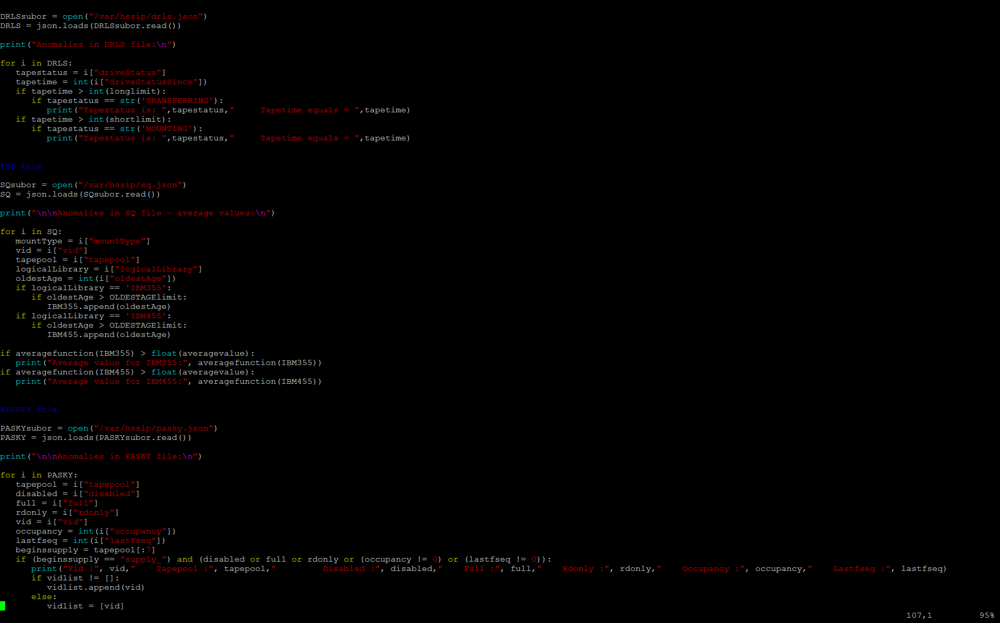 DRLSsubor = open("/var/hssip/drls.json")
DRLS = json.loads(DRLSsubor.read())
print("Anomalies in DRLS file:\n")
for i in DRLS:
   tapestatus = i["driveStatus"]
   tapetime = int(i["driveStatusSince"])
   if tapetime > int(longlimit):
      if tapestatus == str('TRANSFERRING'):
         print("Tapestatus is: ",tapestatus,"     Tapetime equals = ",tapetime)
   if tapetime > int(shortlimit):
      if tapestatus == str('MOUNTING'):
         print("Tapestatus is: ",tapestatus,"     Tapetime equals = ",tapetime)
#SQ file
SQsubor = open("/var/hssip/sq.json")
SQ = json.loads(SQsubor.read())
print("\n\nAnomalies in SQ file - average values:\n")
for i in SQ:
   mountType = i["mountType"]
   vid = i["vid"]
   tapepool = i["tapepool"]
   logicalLibrary = i["logicalLibrary"]
   oldestAge = int(i["oldestAge"])
   if logicalLibrary == 'IBM355':
      if oldestAge > OLDESTAGElimit:
         IBM355.append(oldestAge)
   if logicalLibrary == 'IBM455':
      if oldestAge > OLDESTAGElimit:
         IBM455.append(oldestAge)
if averagefunction(IBM355) > float(averagevalue):
   print("Average value for IBM355:", averagefunction(IBM355))
if averagefunction(IBM455) > float(averagevalue):
   print("Average value for IBM455:", averagefunction(IBM455))
#PASKY file
PASKYsubor = open("/var/hssip/pasky.json")
PASKY = json.loads(PASKYsubor.read())
print("\n\nAnomalies in PASKY file:\n")
for i in PASKY:
   tapepool = i["tapepool"]
   disabled = i["disabled"]
   full = i["full"]
   rdonly = i["rdonly"]
   vid = i["vid"]
   occupancy = int(i["occupancy"])
   lastfseq = int(i["lastFseq"])
   beginssupply = tapepool[:7]
   if (beginssupply == "supply_") and (disabled or full or rdonly or (occupancy != 0) or (lastfseq != 0)):
      print("Vid :", vid,"    Tapepool :", tapepool,"         Disabled :", disabled,"    Full :", full,"    Rdonly :", rdonly,"    Occupancy :", occupancy,"    Lastfseq :", lastfseq)
      if vidlist != []:
         vidlist.append(vid)
      else:
         vidlist = [vid]
107,1 95%